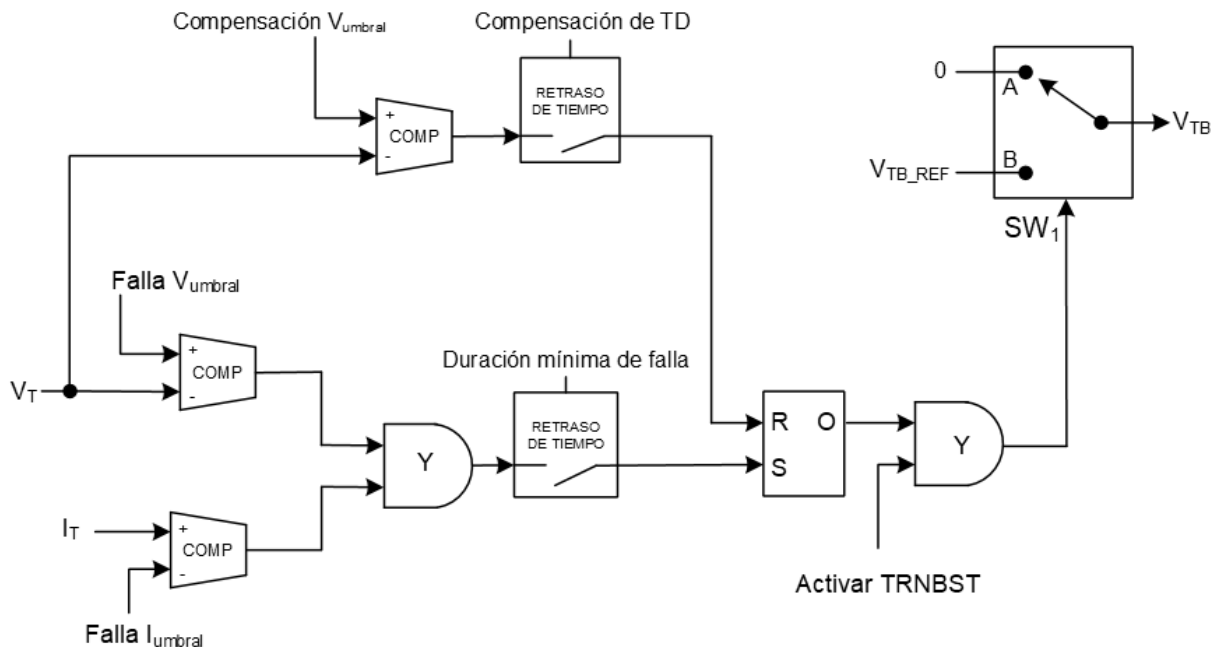 Compensación Vumbral
Compensación de TD
RETRASO
DE TIEMPO
+
COMP
-
0
A
VTB
B
VTB_REF
SW1
Falla Vumbral
+
COMP
-
VT
Duración mínima de falla
RETRASO
DE TIEMPO
Y
R O
S
Y
IT
+
COMP
-
Activar TRNBST
Falla Iumbral